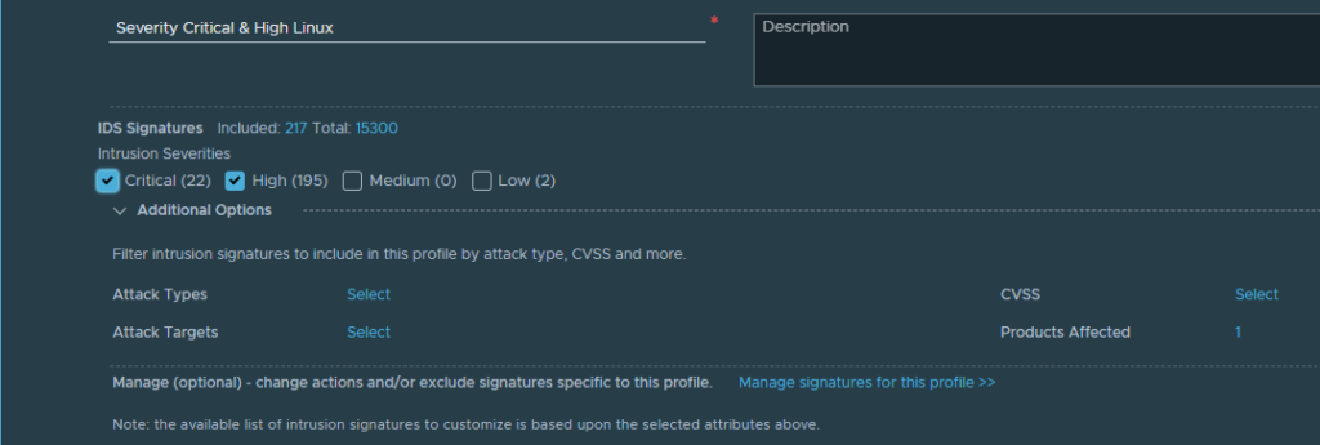 Severity Critical & High Linux *
Description
IDS Signatures Included: 217 Total: 15300
Intrusion Severities
Critical (22) High (195) Medium (0) Low (2)
Additional Options
Filter intrusion signatures to include in this profile by attack type, CVSS and more.
Attack Types Select CVSS Select
Attack Targets Select Products Affected 1
Manage (optional) - change actions and/or exclude signatures specific to this profile. Manage signatures for this profile >>
Note: the available list of intrusion signatures to customize is based upon the selected attributes above.